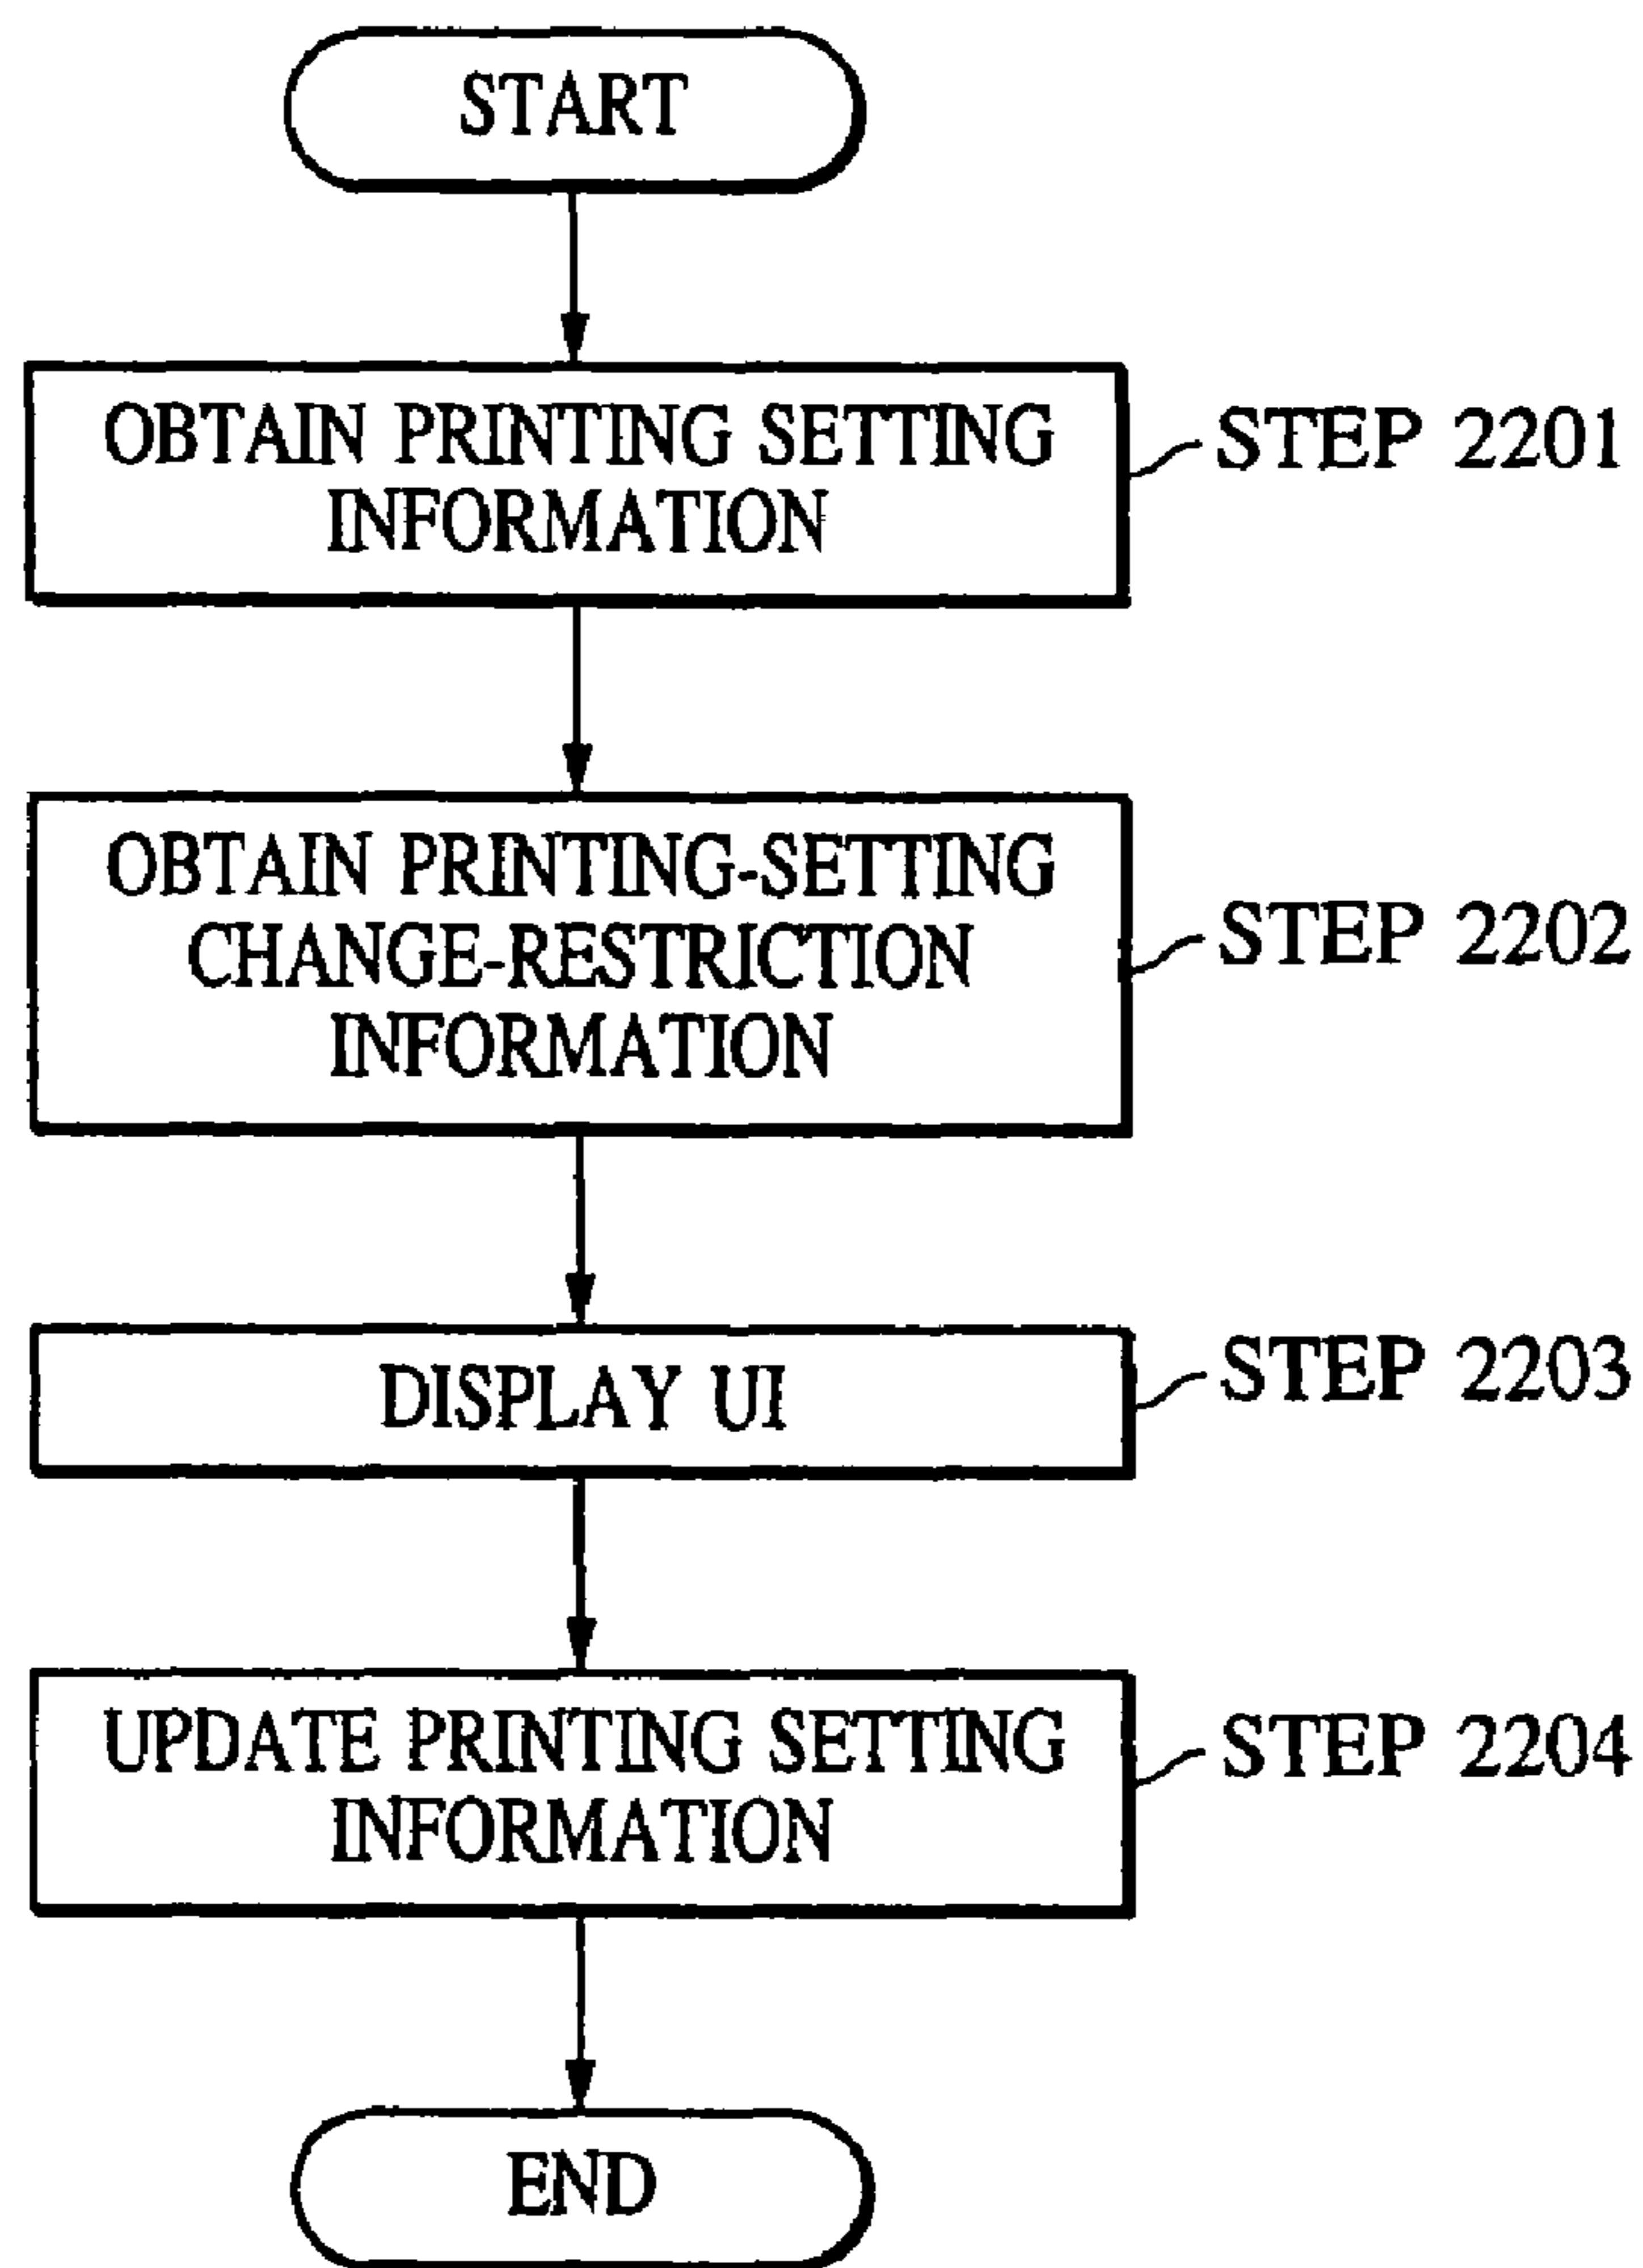 START
OBTAIN PRINTING SETTING
INFORMATION
STEP 2201
OBTAIN PRINTING-SETTING
CHANGE-RESTRICTION
INFORMATION
STEP 2202
DISPLAY UI
STEP 2203
UPDATE PRINTING SETTING
INFORMATION
STEP 2204
END